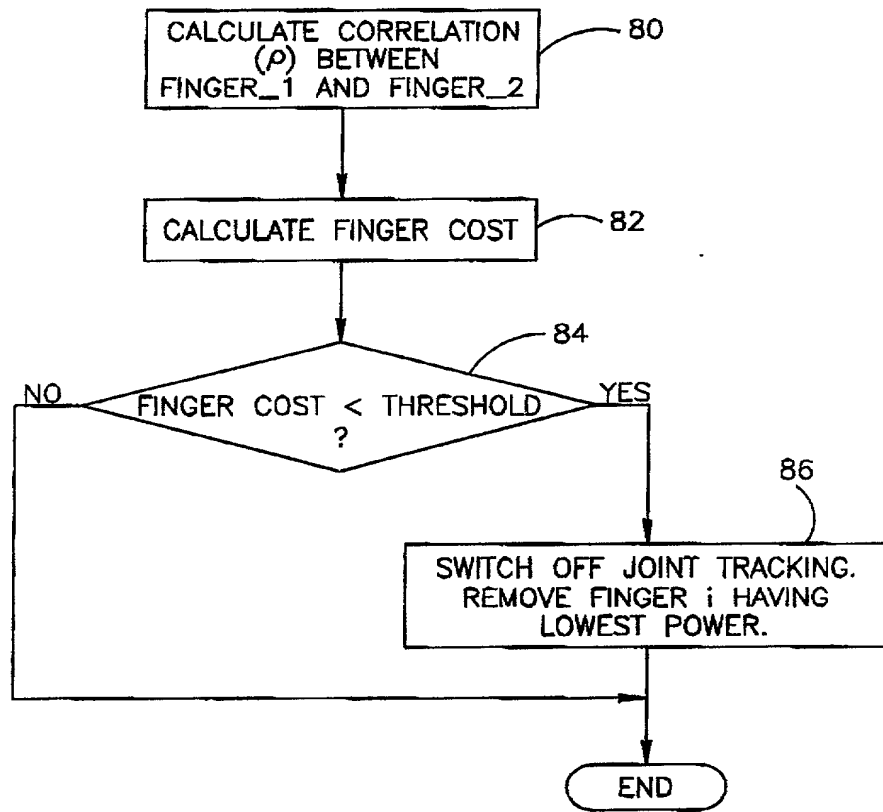 CALCULATE CORRELATION
(ρ) BETWEEN
FINGER_1 AND FINGER_2
80
CALCULATE FINGER COST
82
84
NO
FINGER COST < THRESHOLD
?
YES
86
SWITCH OFF JOINT TRACKING.
REMOVE FINGER i HAVING
LOWEST POWER.
END